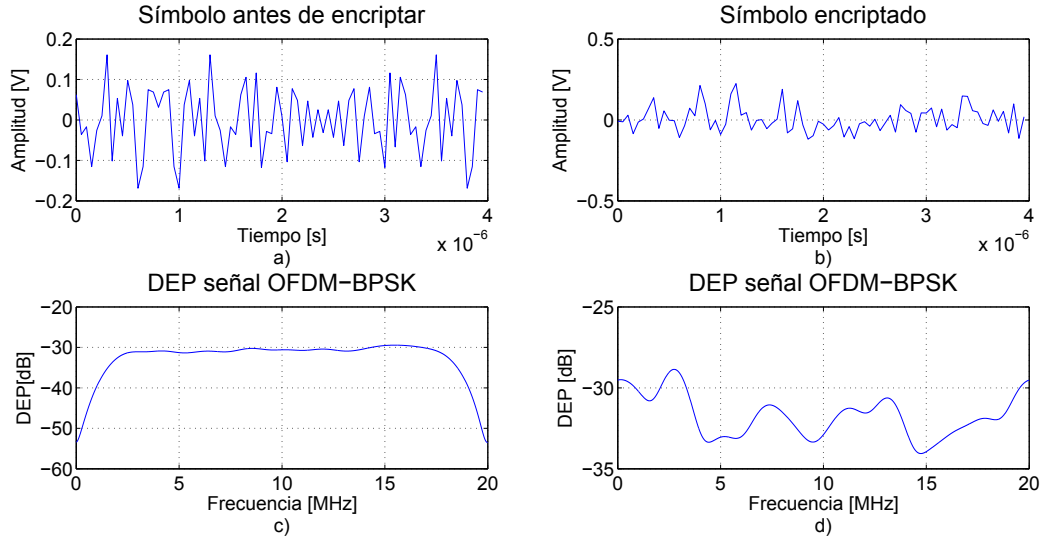 Símbolo antes de encriptar
0.2
0.1
0
−0.1
−0.2
Amplitud [V]
0 1 2 3 4
Tiempo [s]
x 10−6
a)
Símbolo encriptado
0.5
0
−0.5
Amplitud [V]
0 1 2 3 4
Tiempo [s]
x 10−6
b)
DEP señal OFDM−BPSK
−20
−30
−40
−50
−60
DEP[dB]
0 5 10 15 20
Frecuencia [MHz]
c)
DEP señal OFDM−BPSK
−25
−30
−35
DEP [dB]
0 5 10 15 20
Frecuencia [MHz]
d)